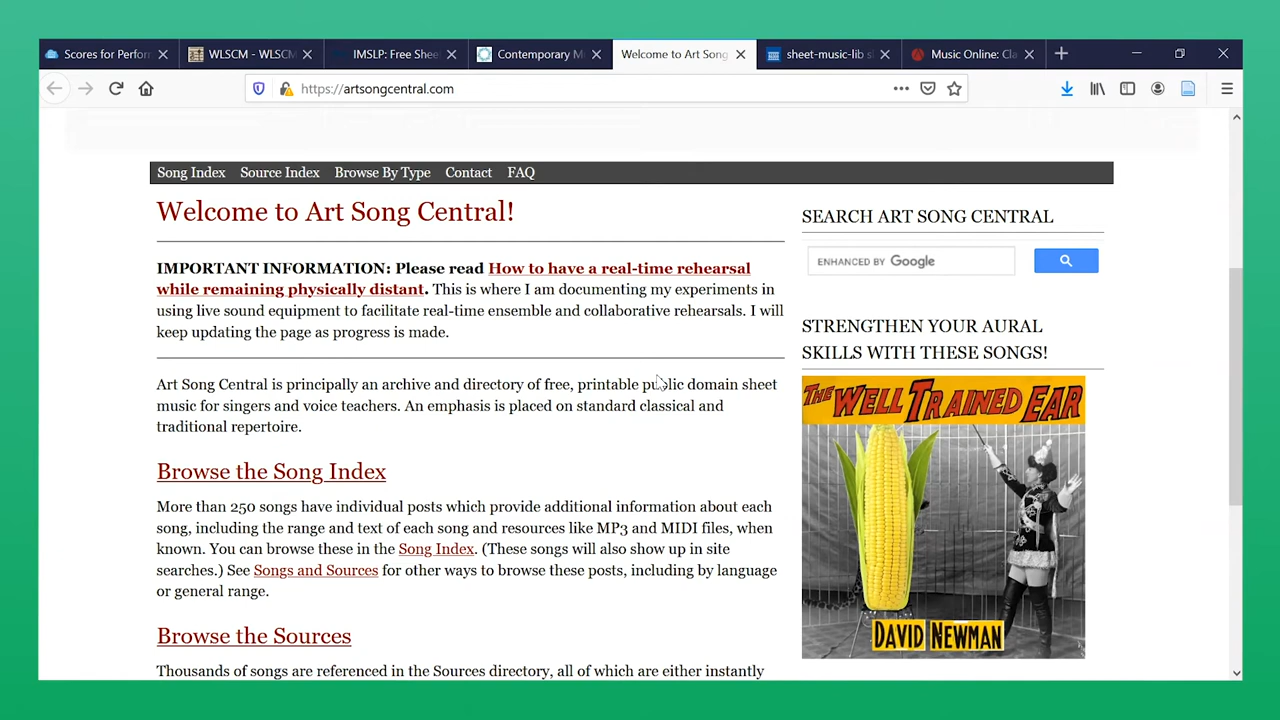 Scores for Perform
WLSCM - WLSCM
IMSLP: Free Shee
Contemporary M
Welcome to Art Song
sheet-music-lib s
Music Online: Cla
https://artsongcentral.com
Song Index Source Index Browse By Type Contact FAQ
Welcome to Art Song Central!
IMPORTANT INFORMATION: Please read How to have a real-time rehearsal
while remaining physically distant. This is where I am documenting my experiments in
using live sound equipment to facilitate real-time ensemble and collaborative rehearsals. I will
keep updating the page as progress is made.
Art Song Central is principally an archive and directory of free, printable public domain sheet
music for singers and voice teachers. An emphasis is placed on standard classical and
traditional repertoire.
Browse the Song Index
More than 250 songs have individual posts which provide additional information about each
song, including the range and text of each song and resources like MP3 and MIDI files, when
known. You can browse these in the Song Index. (These songs will also show up in site
searches.) See Songs and Sources for other ways to browse these posts, including by language
or general range.
Browse the Sources
Thousands of songs are referenced in the Sources directory, all of which are either instantly
SEARCH ART SONG CENTRAL
ENHANCED BY Google
STRENGTHEN YOUR AURAL
SKILLS WITH THESE SONGS!
THE WELL TRAINED EAR
DAVID NEWMAN